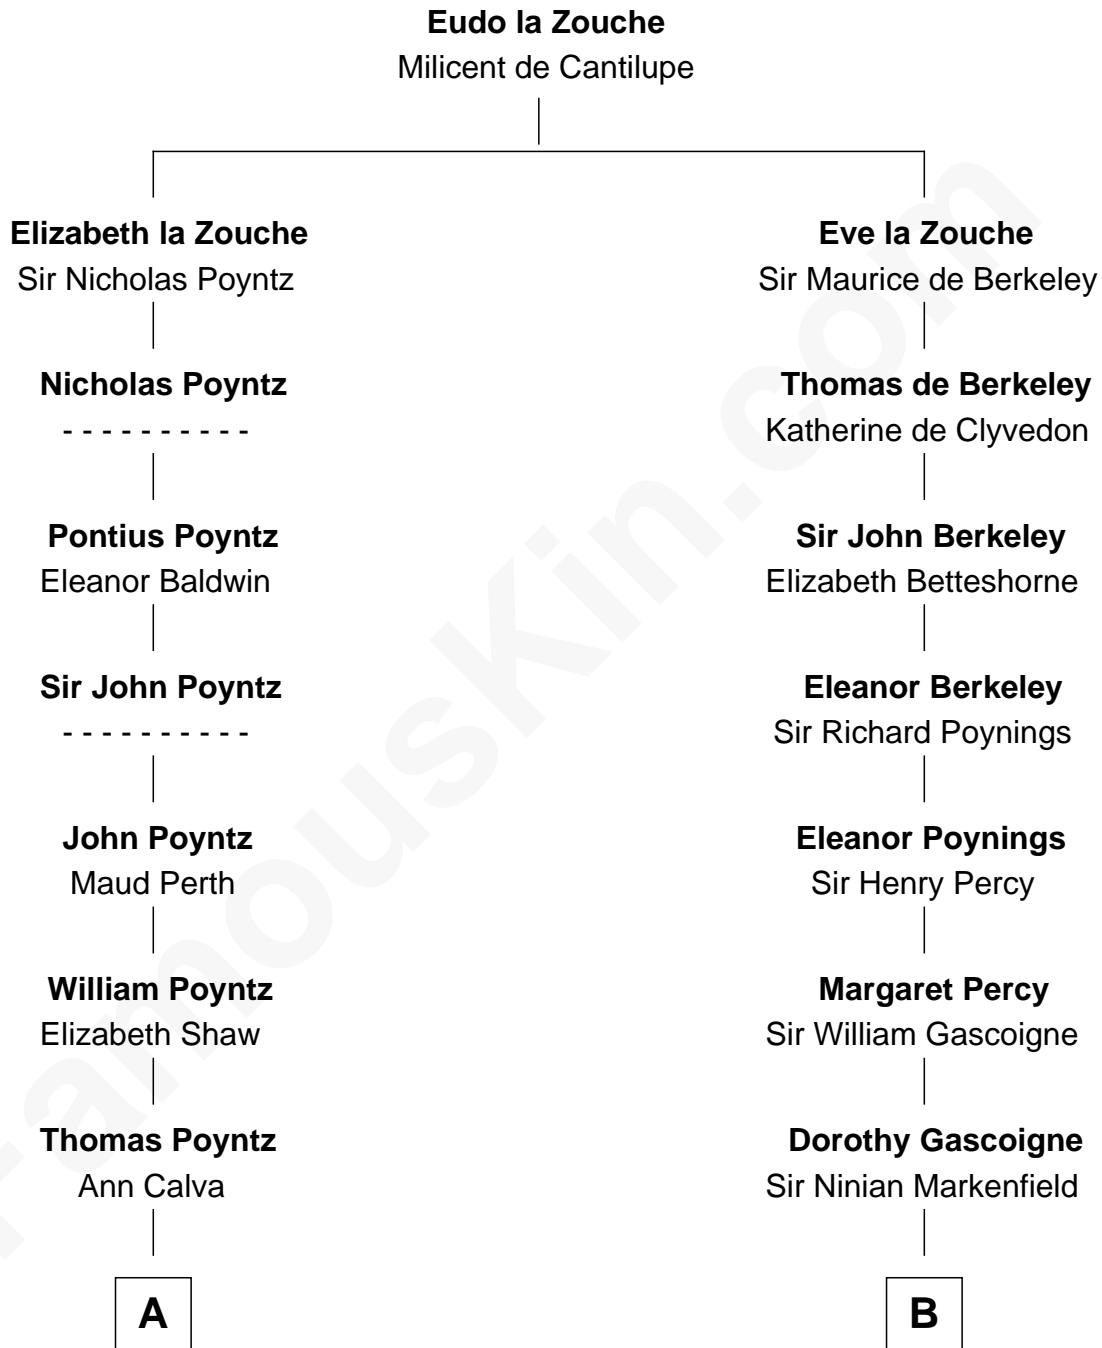 Eudo la Zouche
Milicent de Cantilupe
Elizabeth la Zouche
Sir Nicholas Poyntz
Eve la Zouche
Sir Maurice de Berkeley
Nicholas Poyntz
- - - - - - - - - -
Thomas de Berkeley
Katherine de Clyvedon
Pontius Poyntz
Eleanor Baldwin
Sir John Berkeley
Elizabeth Betteshorne
Sir John Poyntz
- - - - - - - - - -
Eleanor Berkeley
Sir Richard Poynings
John Poyntz
Maud Perth
Eleanor Poynings
Sir Henry Percy
William Poyntz
Elizabeth Shaw
Margaret Percy
Sir William Gascoigne
Thomas Poyntz
Ann Calva
Dorothy Gascoigne
Sir Ninian Markenfield
A
B
FamousKin.com